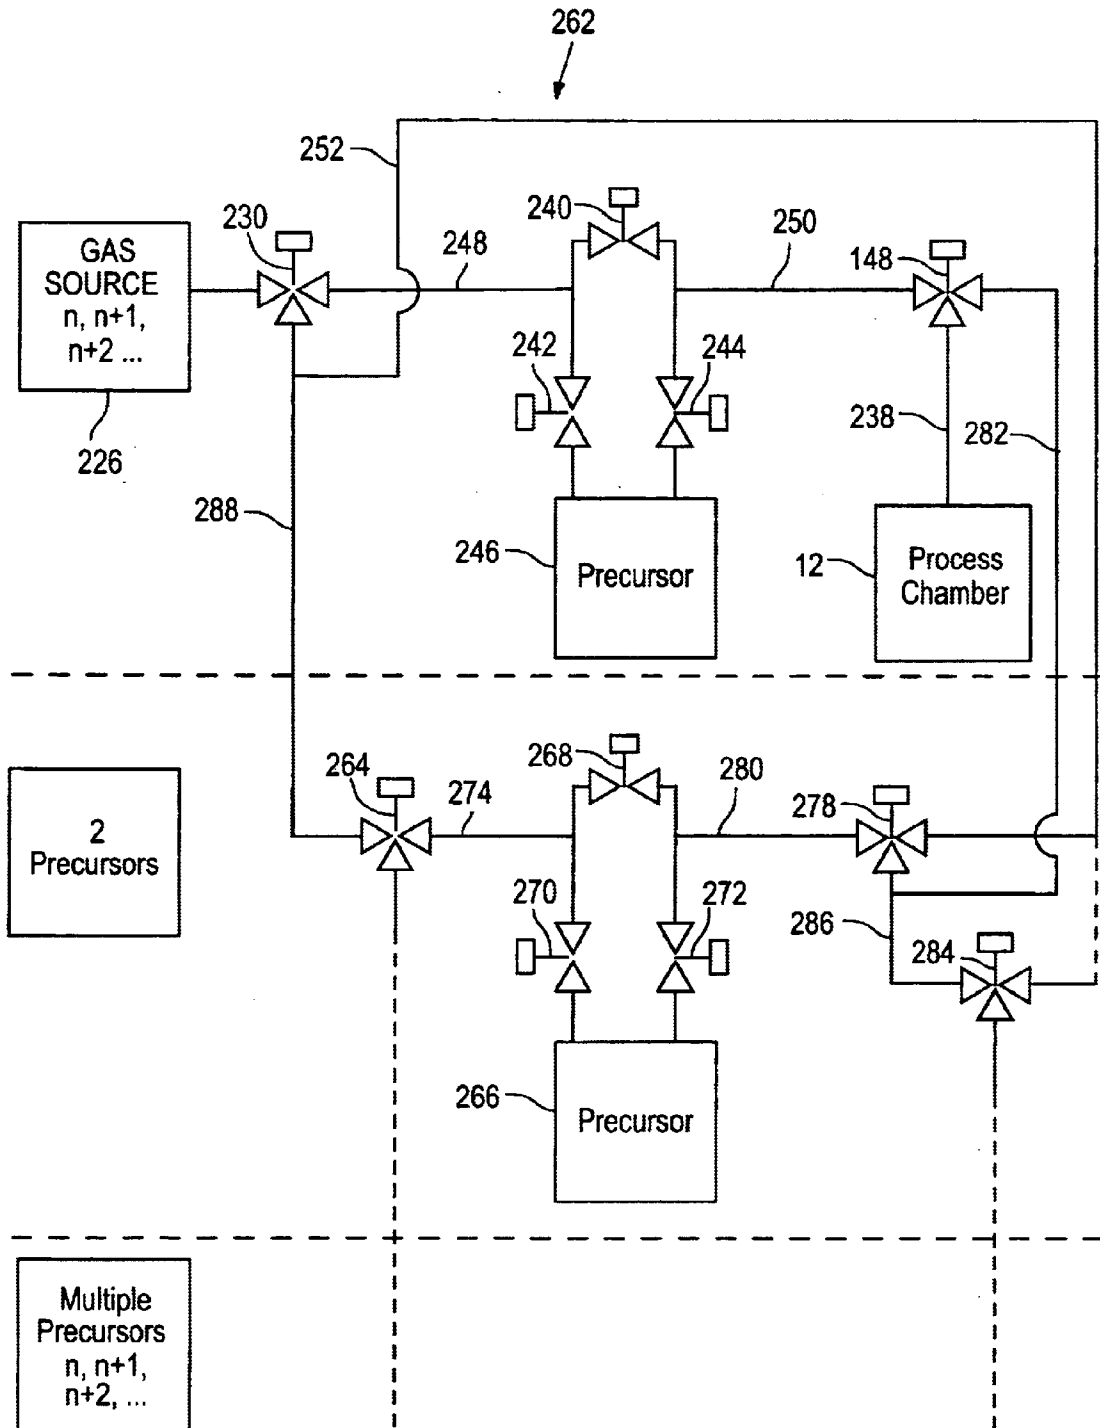 262
252
240
230
250
GAS
SOURCE
n, n+1,
n+2 ...
248
148
242
244
226
238
282
288
246
Precursor
12
Process
Chamber
268
264
274
280
278
2
Precursors
270
272
286
284
266
Precursor
Multiple
Precursors
n, n+1,
n+2, ...